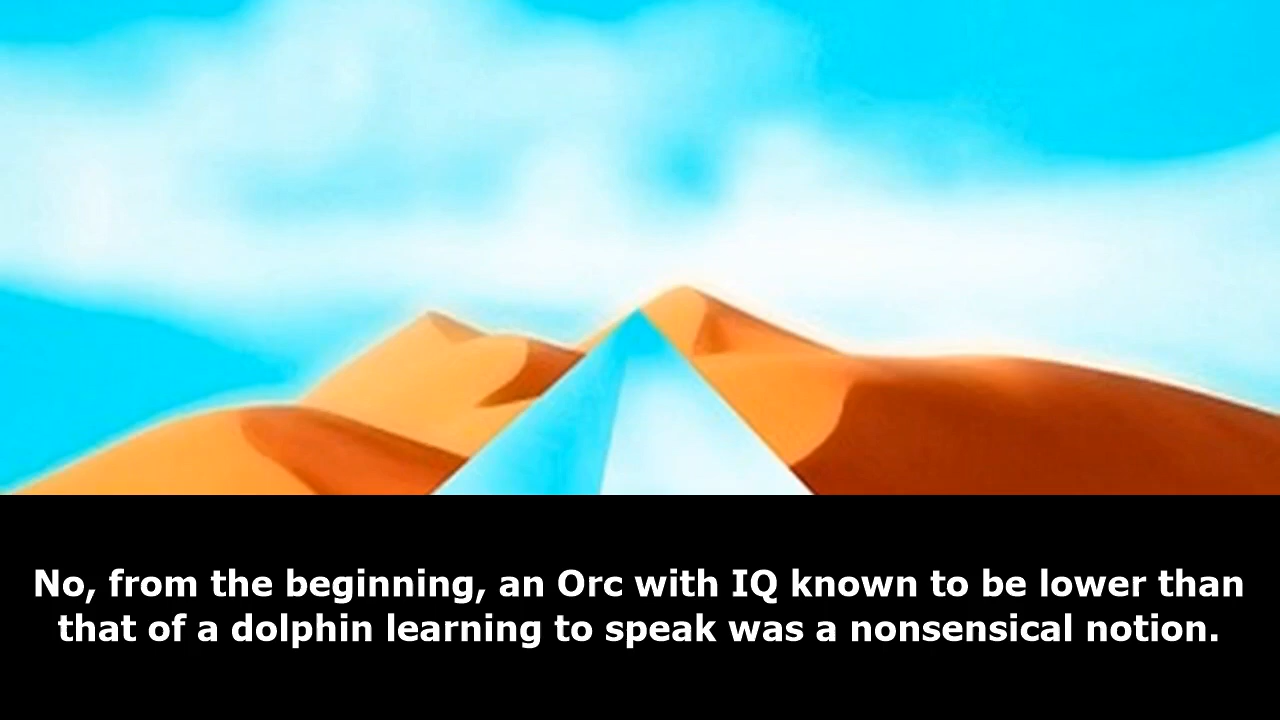 No, from the beginning, an Orc with IQ known to be lower than
that of a dolphin learning to speak was a nonsensical notion.